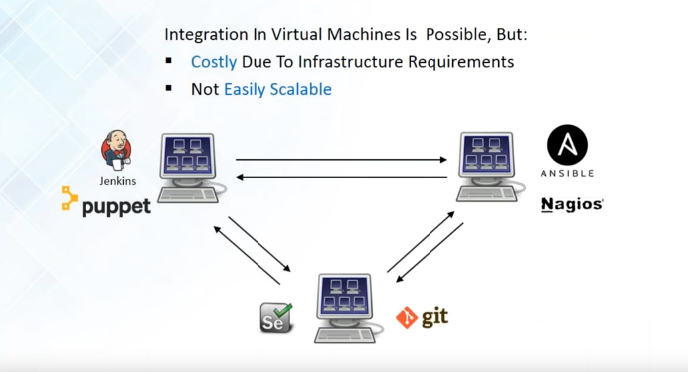 Integration In Virtual Machines Is Possible, But:
▪ Costly Due To Infrastructure Requirements
▪ Not Easily Scalable
Jenkins
puppet
A
ANSIBLE
Nagios®
Se
git